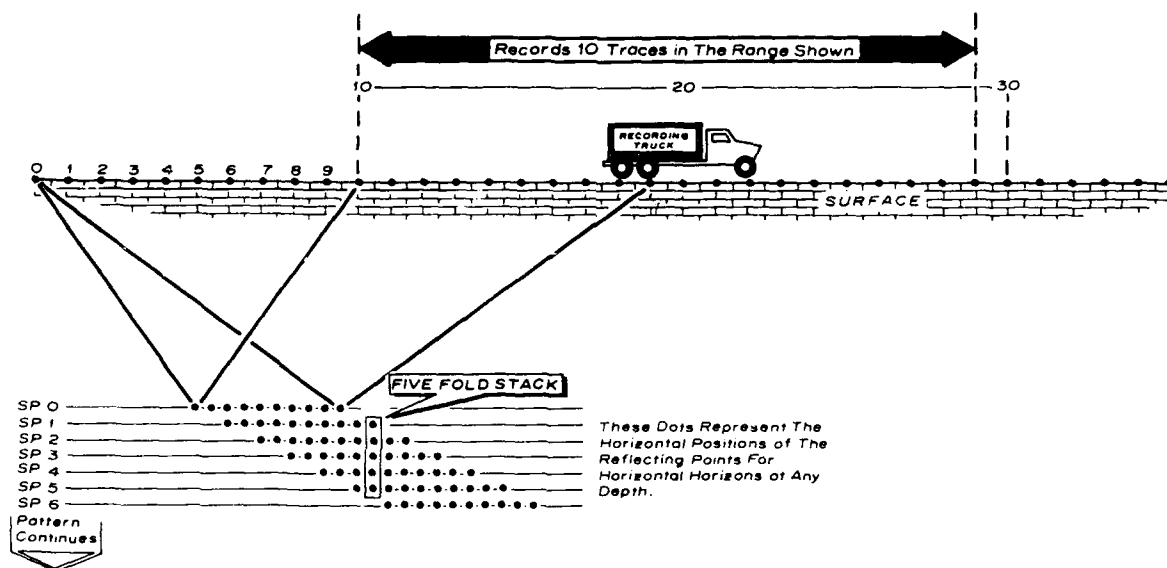 Records 10 Traces in The Range Shown
10 20 30
RECORDING
TRUCK
0 1 2 3 4 5 6 7 8 9
SURFACE
FIVE FOLD STACK
SP 0
SP 1
SP 2
SP 3
SP 4
SP 5
SP 6
These Dots Represent The
Horizontal Positions of The
Reflecting Points For
Horizontal Horizons at Any
Depth.
Pattern
Continues